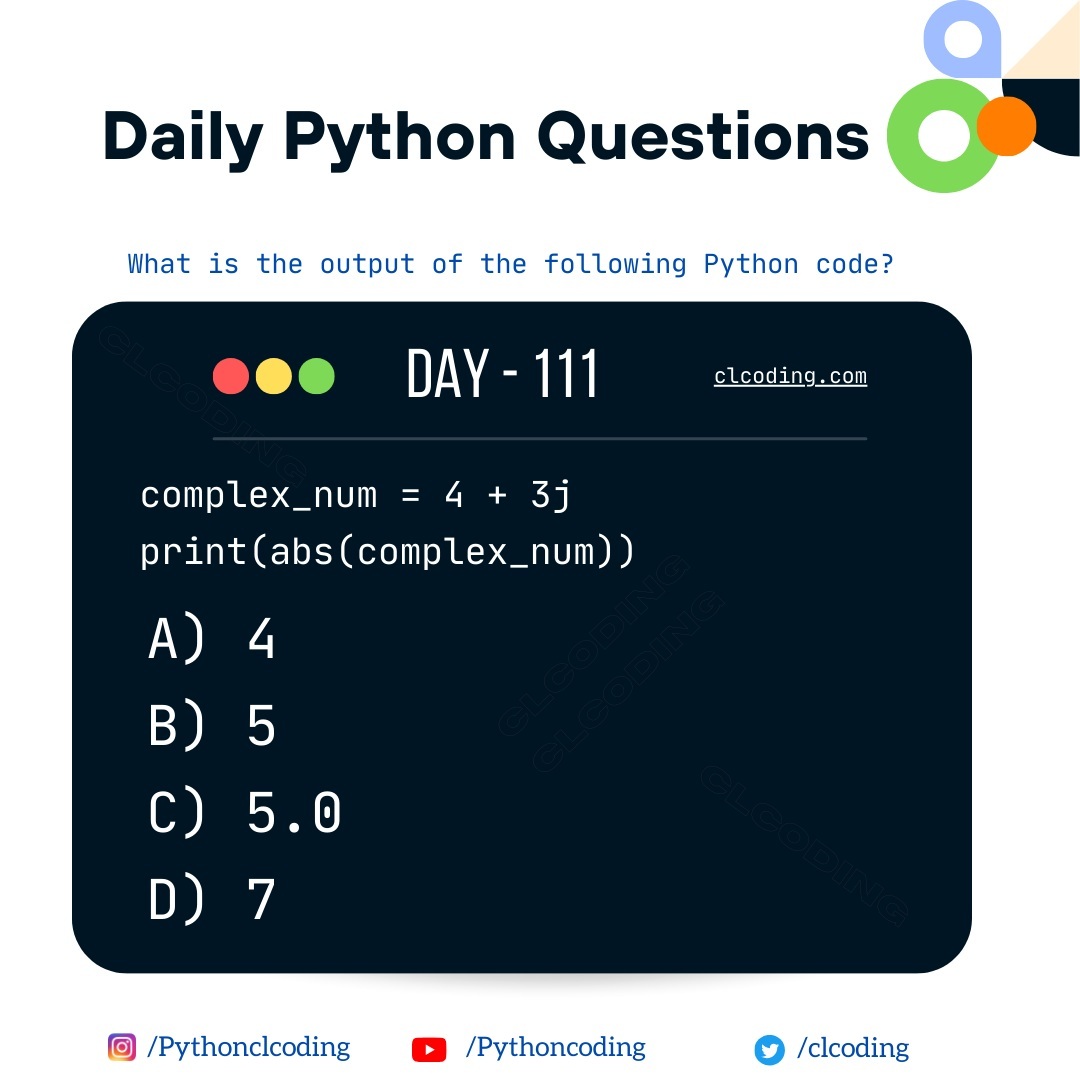 Daily Python Questions
What is the output of the following Python code?
DAY - 111
clcoding.com
complex_num = 4 + 3j
print(abs(complex_num))
A) 4
B) 5
C) 5.0
D) 7
CLCODING
CLCODING
CLCODING
CLCODING
/Pythonclcoding
/Pythoncoding
/clcoding